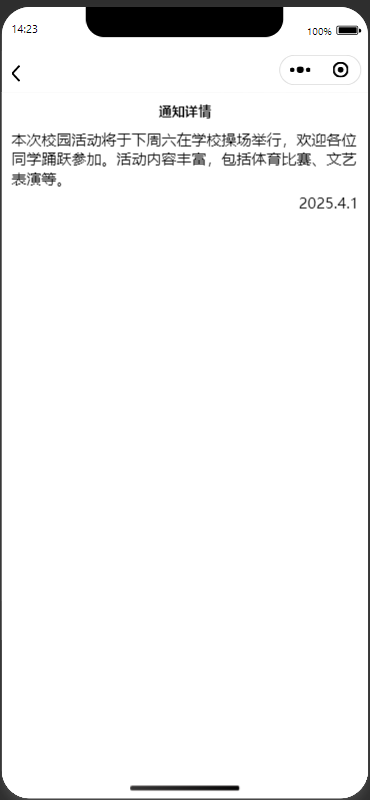 14:23
100%
通知详情
本次校园活动将于下周六在学校操场举行，欢迎各位
同学踊跃参加。活动内容丰富，包括体育比赛、文艺
表演等。
2025.4.1